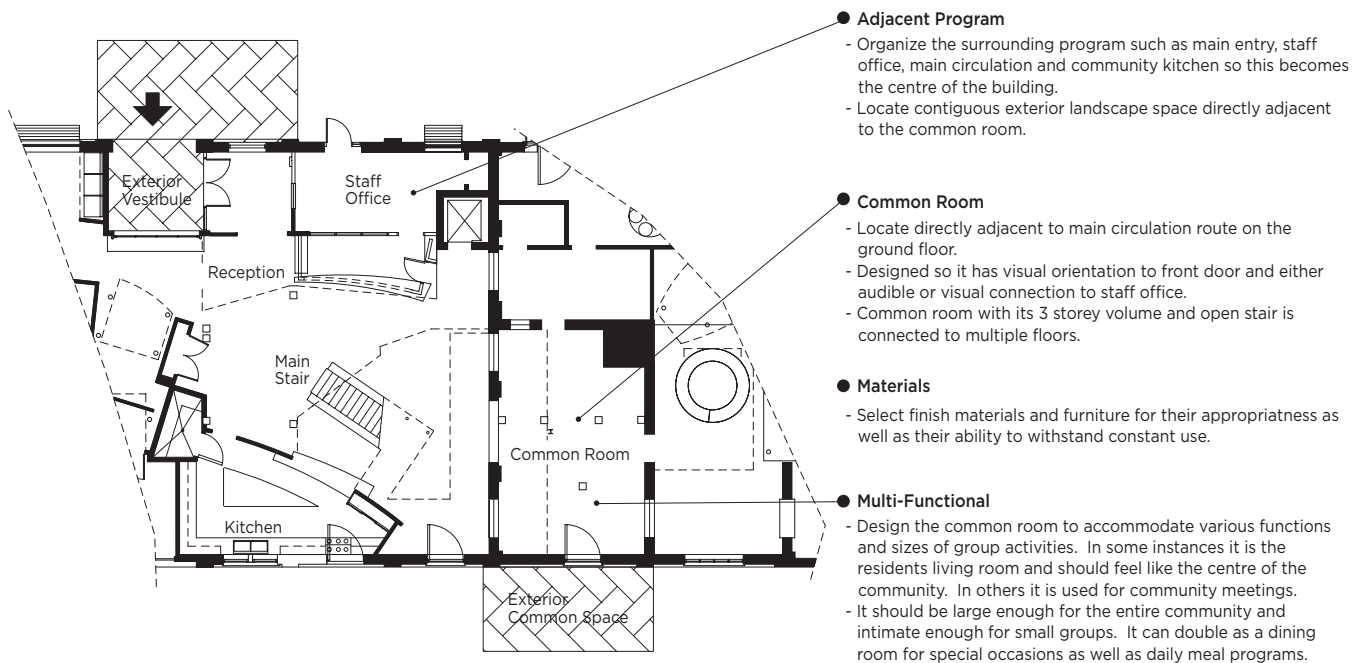 Exterior
Vestibule
Staff
Office
Reception
Main
Stair
Common Room
Kitchen
Exterior
Common Space
Adjacent Program
- Organize the surrounding program such as main entry, staff
office, main circulation and community kitchen so this becomes
the centre of the building.
- Locate contiguous exterior landscape space directly adjacent
to the common room.
Common Room
- Locate directly adjacent to main circulation route on the
ground floor.
- Designed so it has visual orientation to front door and either
audible or visual connection to staff office.
- Common room with its 3 storey volume and open stair is
connected to multiple floors.
Materials
- Select finish materials and furniture for their appropriatness as
well as their ability to withstand constant use.
Multi-Functional
- Design the common room to accommodate various functions
and sizes of group activities.  In some instances it is the
residents living room and should feel like the centre of the
community.  In others it is used for community meetings.
- It should be large enough for the entire community and
intimate enough for small groups.  It can double as a dining
room for special occasions as well as daily meal programs.